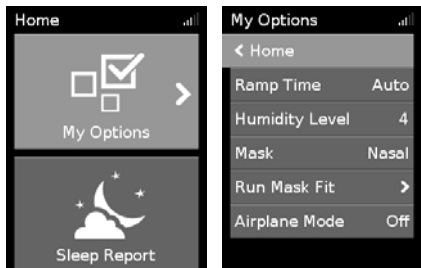 Home
My Options
Sleep Report
My Options
Home
Ramp Time Auto
Humidity Level 4
Mask Nasal
Run Mask Fit
Airplane Mode Off